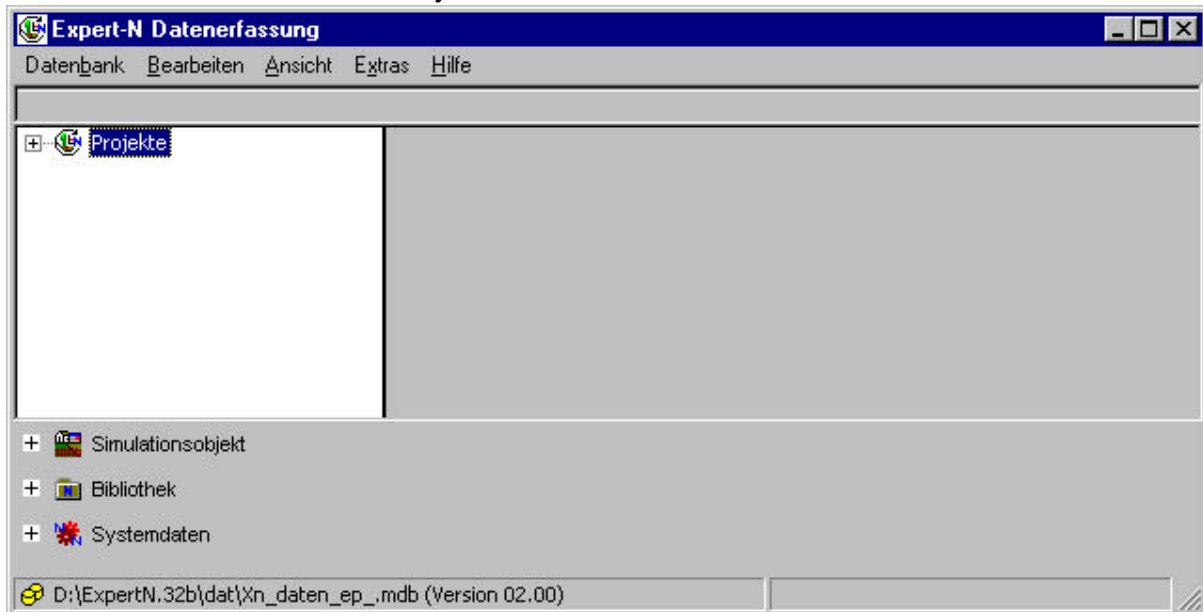 Expert-N Datenerfassung
Datenbank Bearbeiten Ansicht Extras Hilfe
Projekte
Simulationsobjekt
Bibliothek
Systemdaten
D:\ExpertN.32b\dat\Xn_daten_ep_.mdb (Version 02.00)